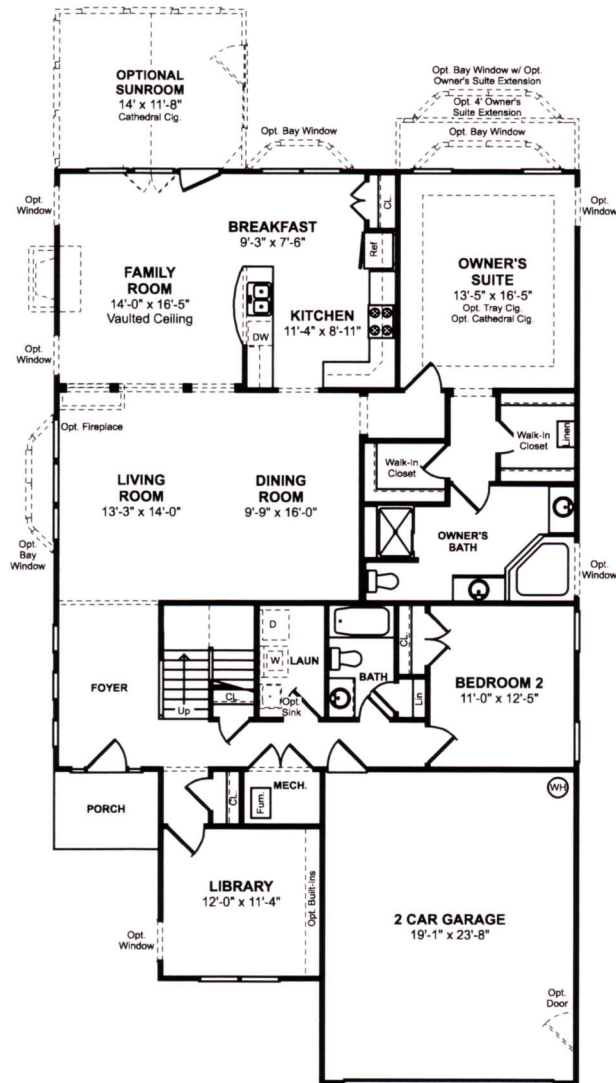 OPTIONAL
SUNROOM
14' x 11'-8"
Cathedral Clg.
Opt. Bay Window w/ Opt.
Owner's Suite Extension
Opt. 4' Owner's
Suite Extension
Opt. Bay Window
Opt. Bay Window
Opt.
Window
Opt.
Window
BREAKFAST
9'-3" x 7'-6"
CL
Ref
FAMILY
ROOM
14'-0" x 16'-5"
Vaulted Ceiling
KITCHEN
11'-4" x 8'-11"
DW
OWNER'S
SUITE
13'-5" x 16'-5"
Opt. Tray Clg.
Opt. Cathedral Clg.
Opt.
Window
Opt. Fireplace
Walk-In
Closet
Linen
Walk-In
Closet
LIVING
ROOM
13'-3" x 14'-0"
DINING
ROOM
9'-9" x 16'-0"
Opt.
Bay
Window
OWNER'S
BATH
Opt.
Window
D
W
LAUN
Opt.
Sink
FOYER
Up
CL
BATH
CL
Lin
BEDROOM 2
11'-0" x 12'-5"
PORCH
CL
MECH.
Furn.
WH
LIBRARY
12'-0" x 11'-4"
Opt. Built-Ins
Opt.
Window
2 CAR GARAGE
19'-1" x 23'-8"
Opt.
Door